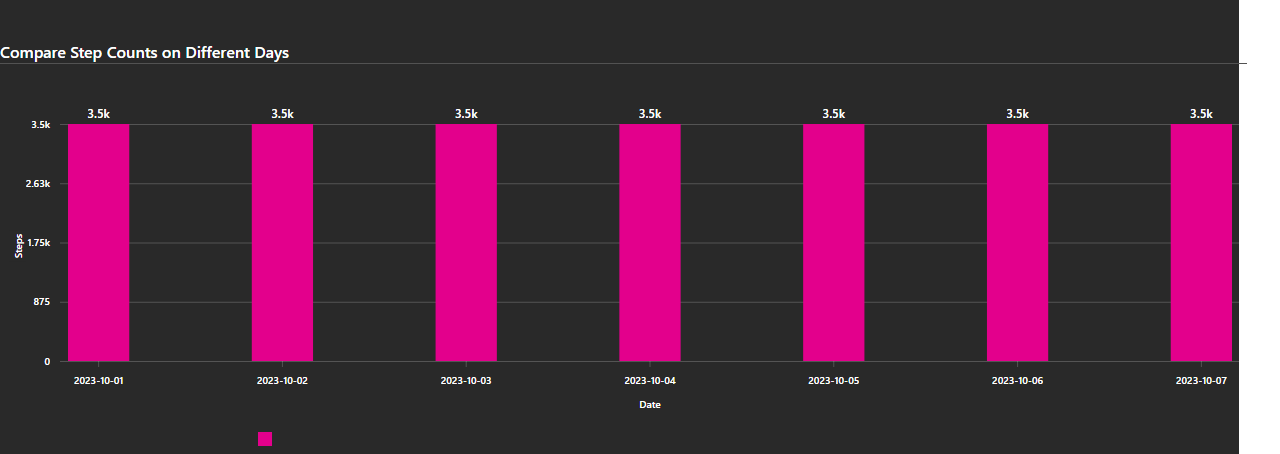 Compare Step Counts on Different Days
3.5k 3.5k 3.5k 3.5k 3.5k 3.5k 3.5k
3.5k
2.63k
1.75k
875
0
Steps
2023-10-01 2023-10-02 2023-10-03 2023-10-04 2023-10-05 2023-10-06 2023-10-07
Date